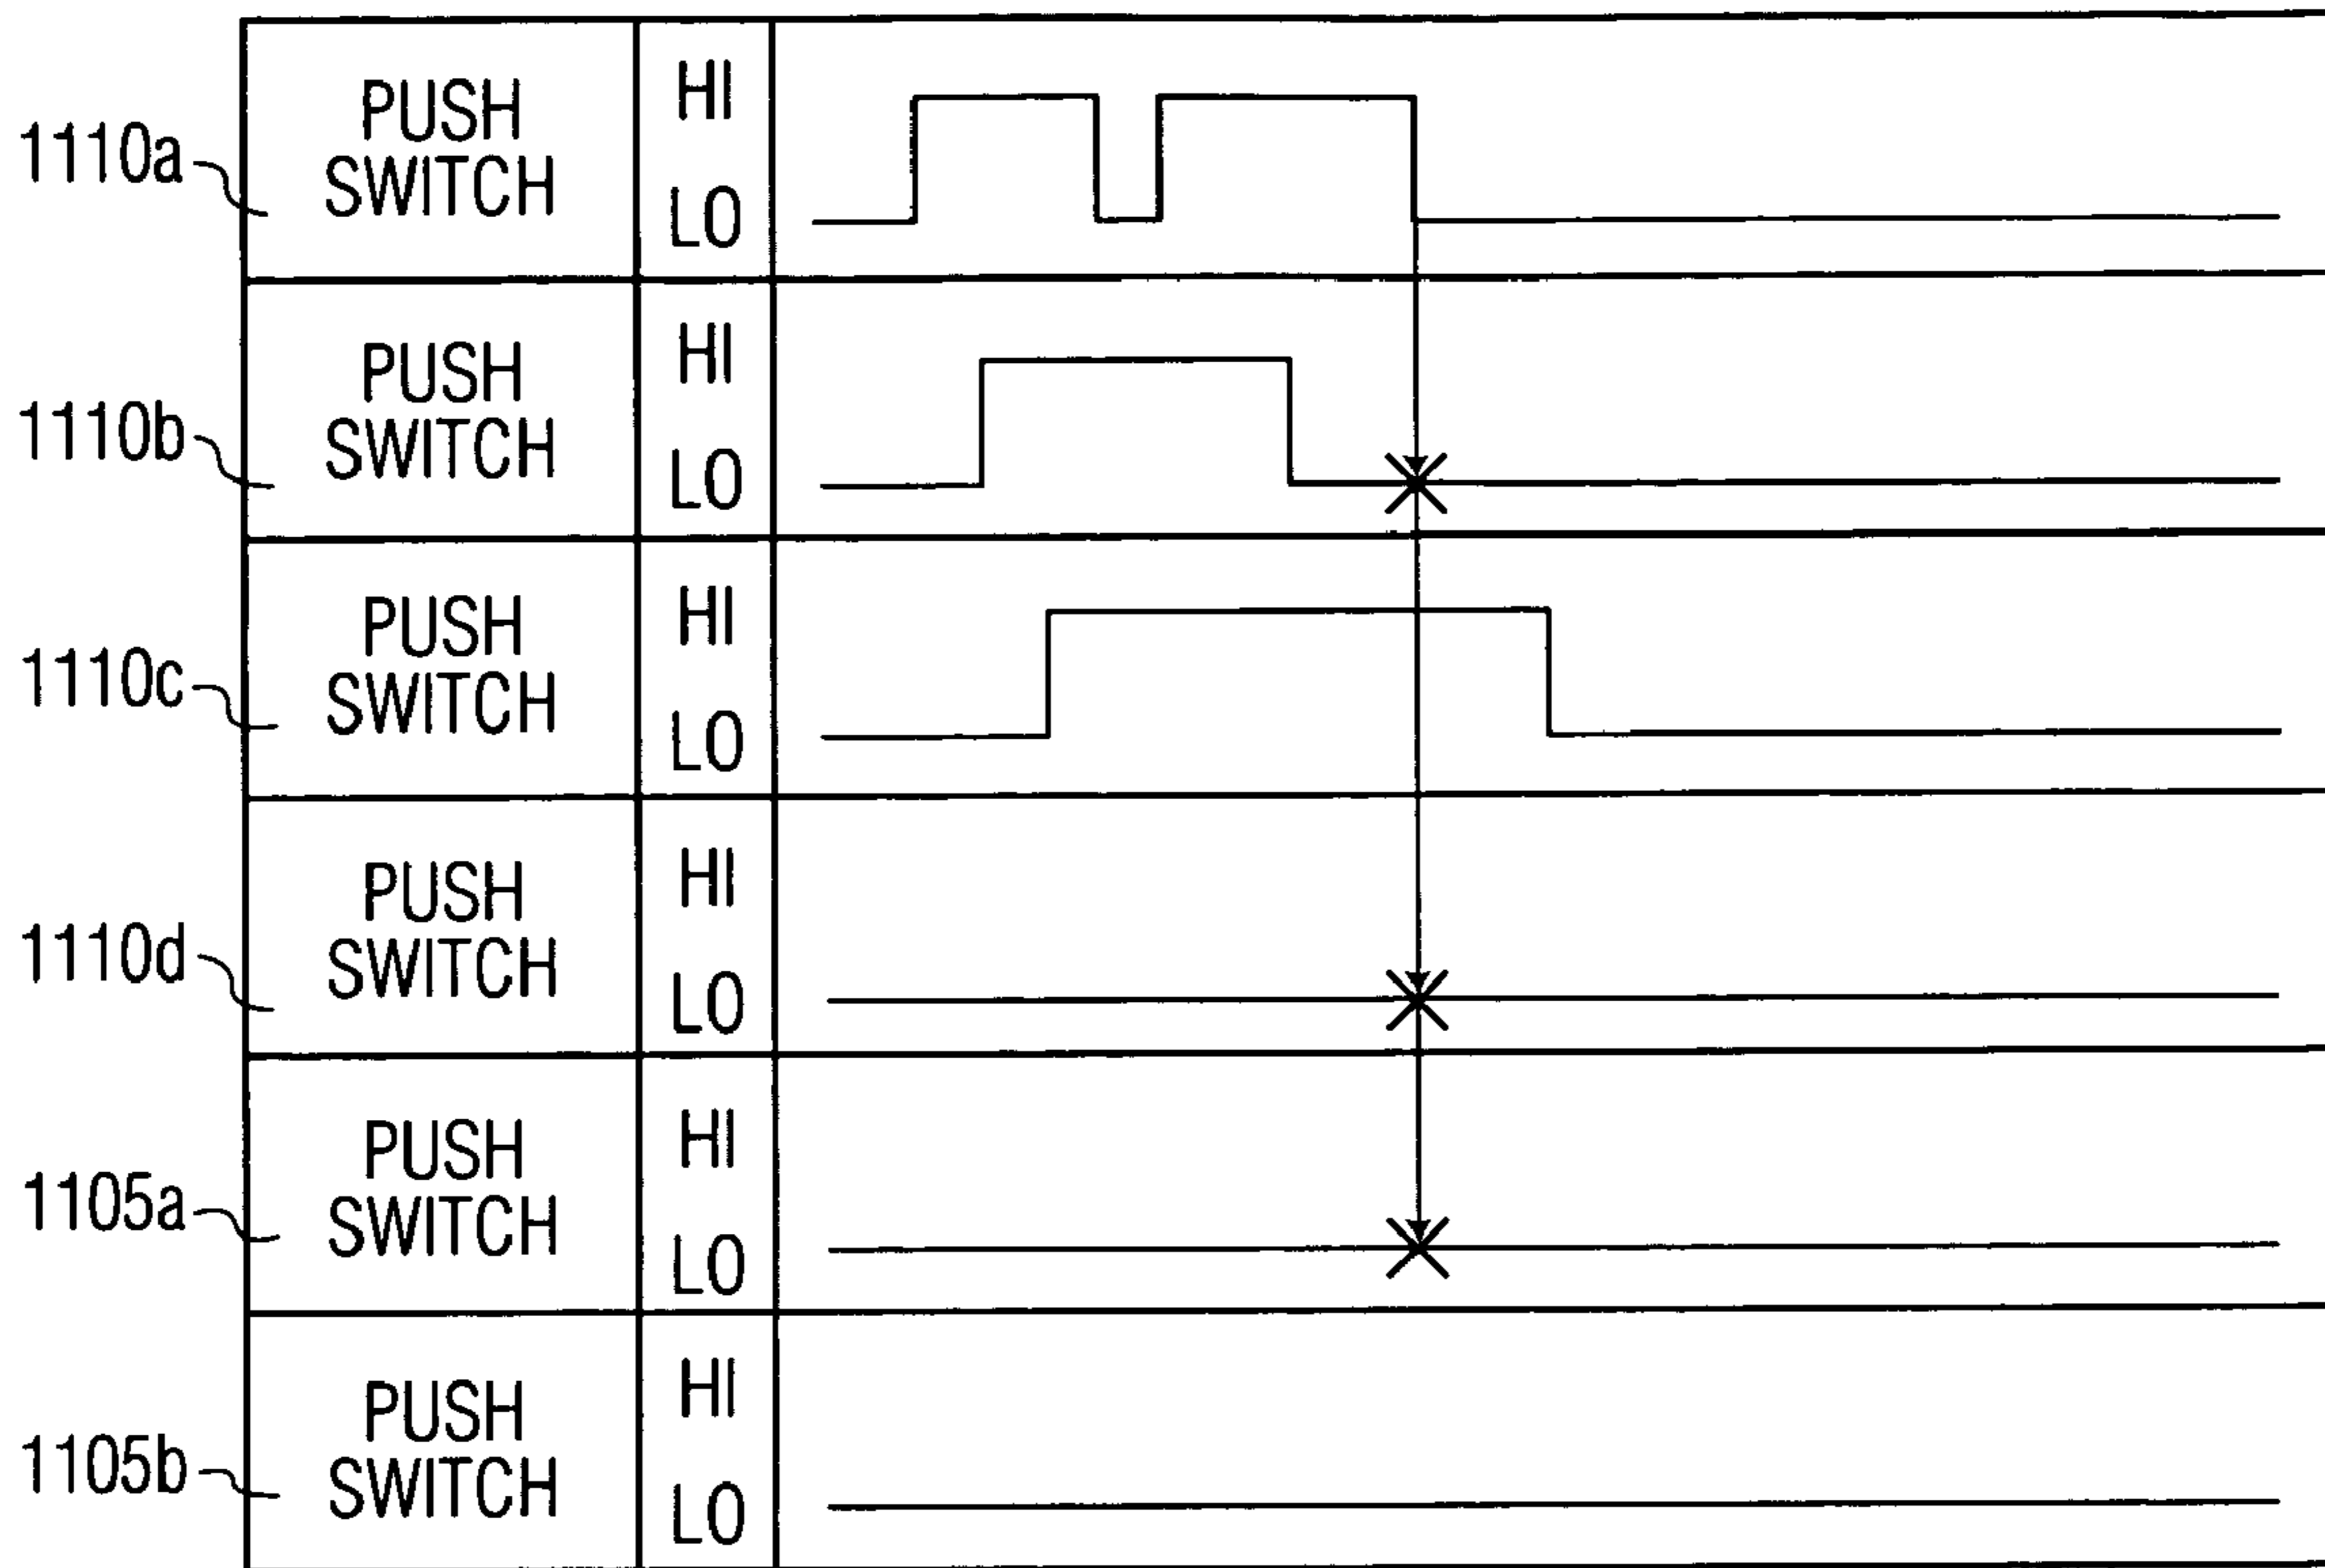 PUSH
SWITCH
HI
LO
1110a
PUSH
SWITCH
HI
LO
1110b
PUSH
SWITCH
HI
LO
1110c
PUSH
SWITCH
HI
LO
1110d
PUSH
SWITCH
HI
LO
1105a
PUSH
SWITCH
HI
LO
1105b